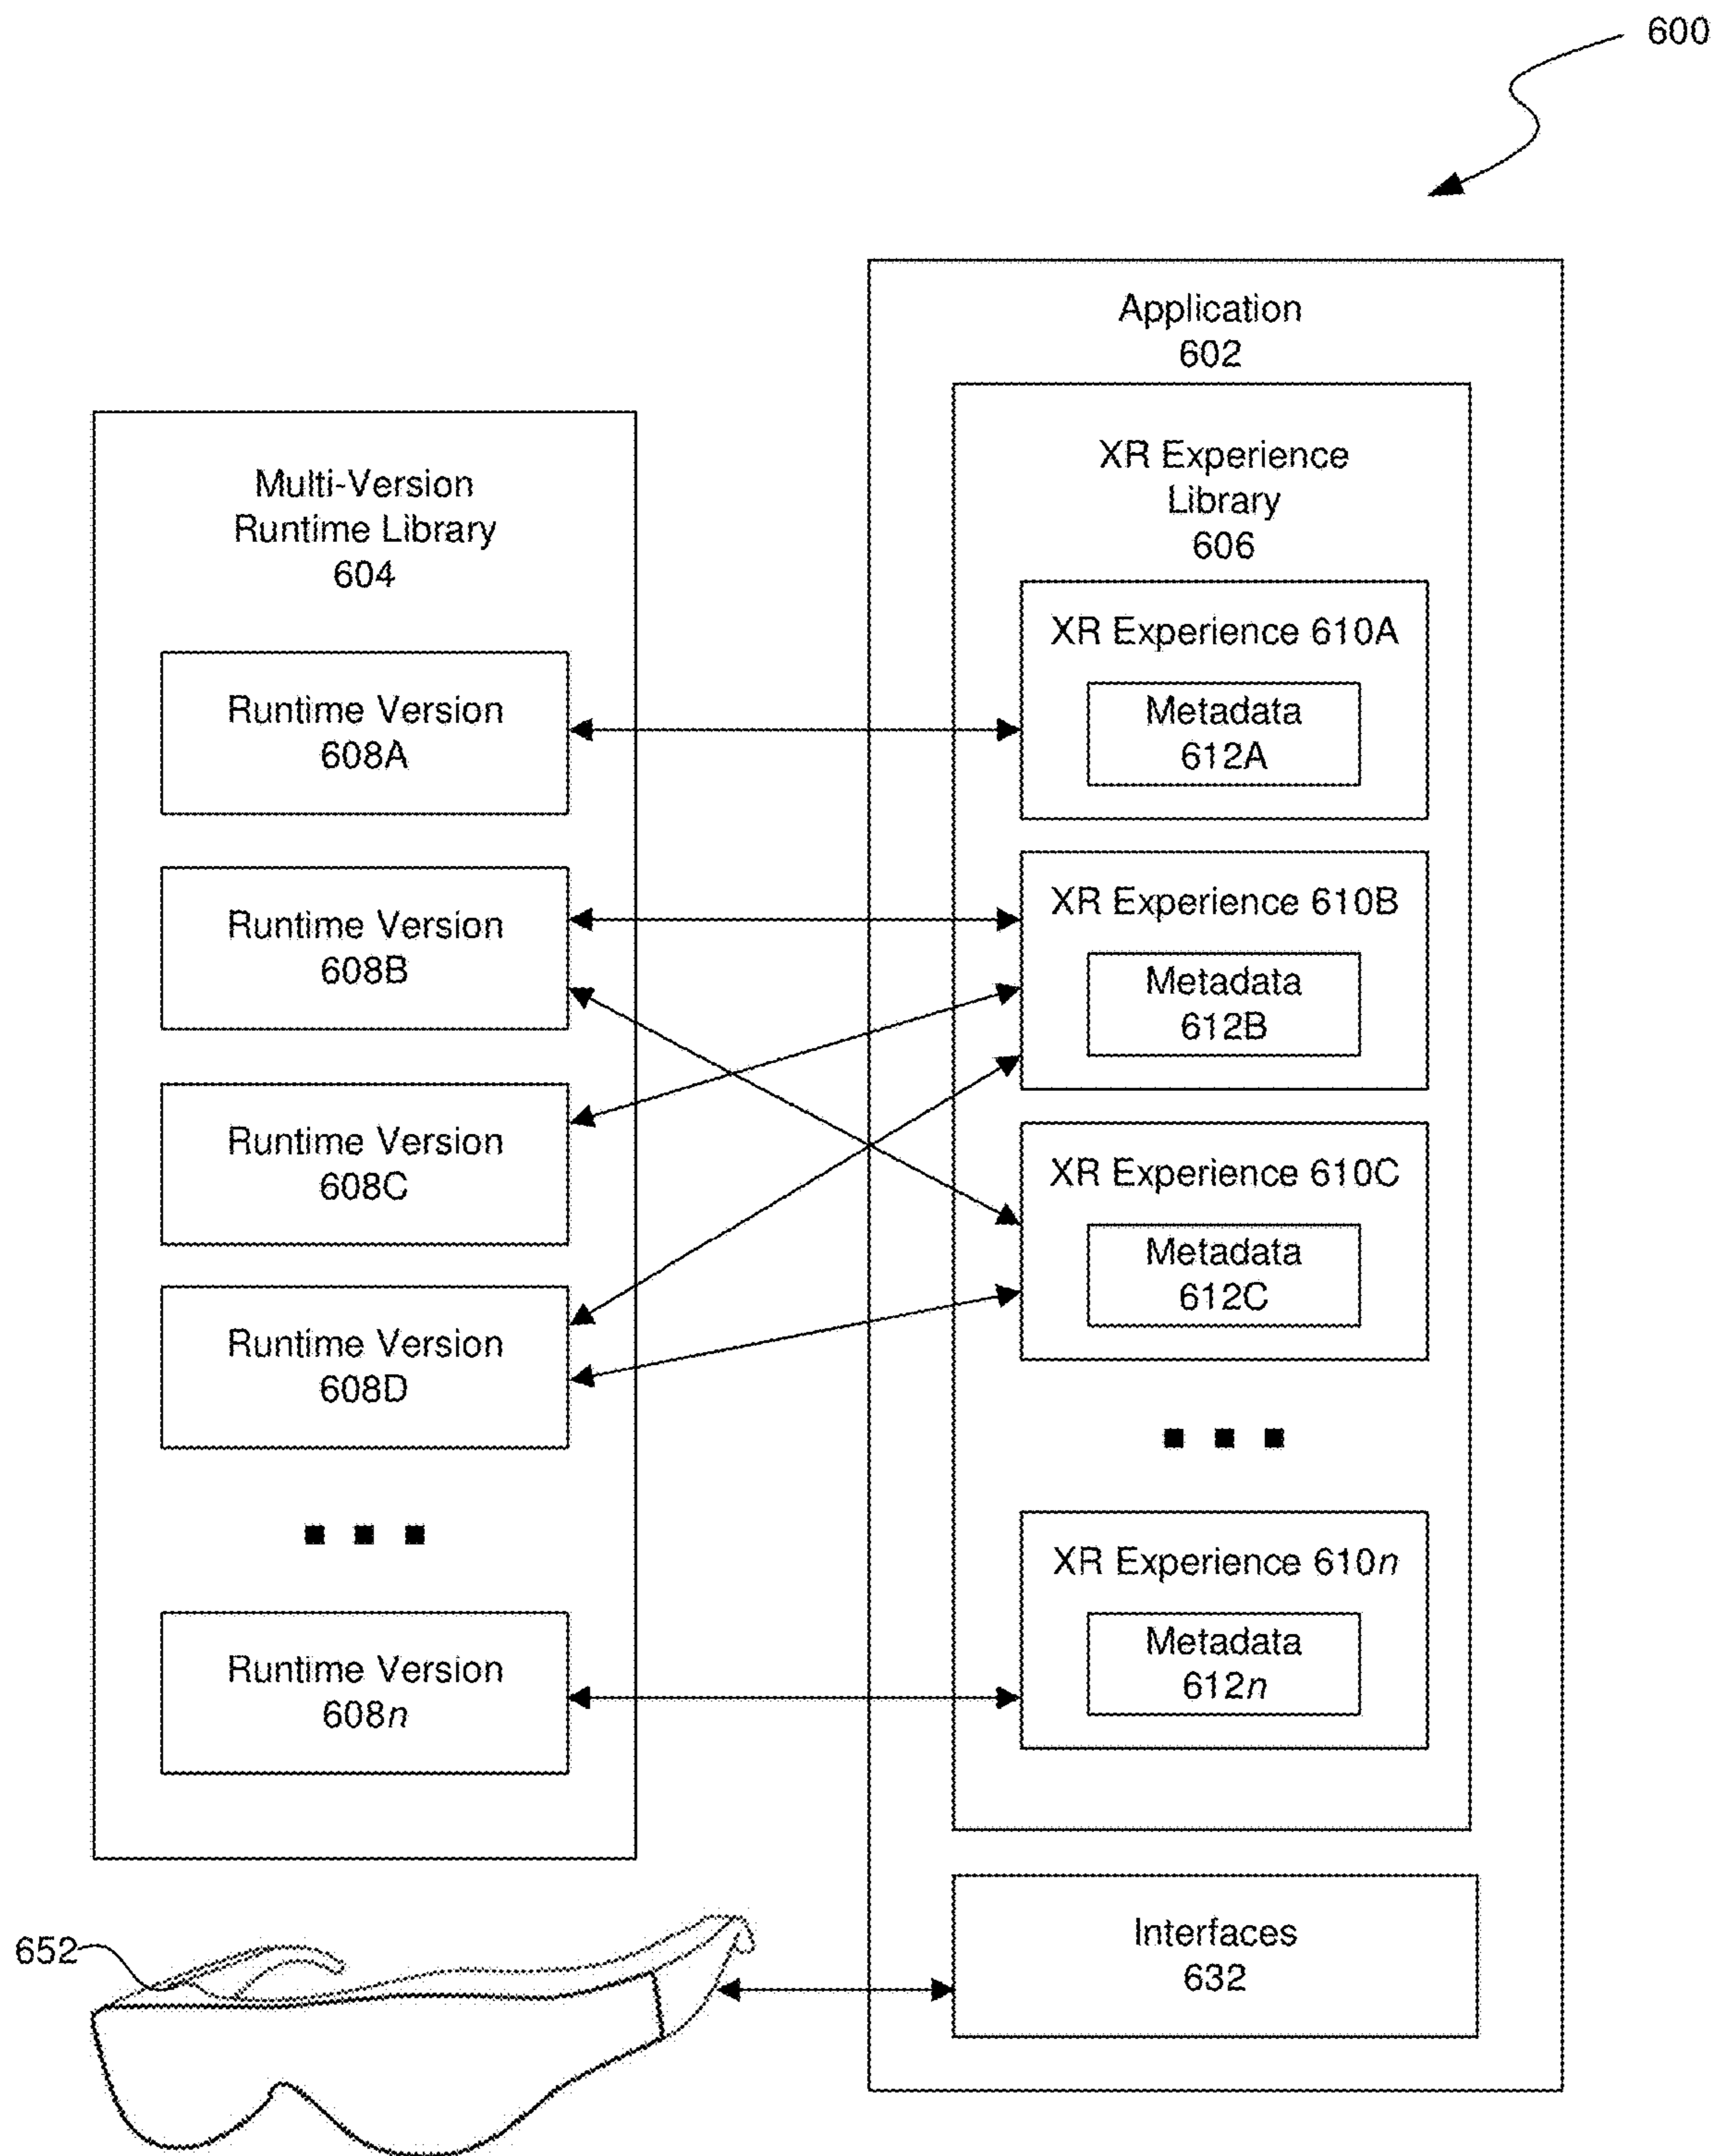 600
Application
602
Multi-Version
Runtime Library
604
Runtime Version
608A
Runtime Version
608B
Runtime Version
608C
Runtime Version
608D
Runtime Version
608n
XR Experience
Library
606
XR Experience 610A
Metadata
612A
XR Experience 610B
Metadata
612B
XR Experience 610C
Metadata
612C
XR Experience 610n
Metadata
612n
Interfaces
632
652